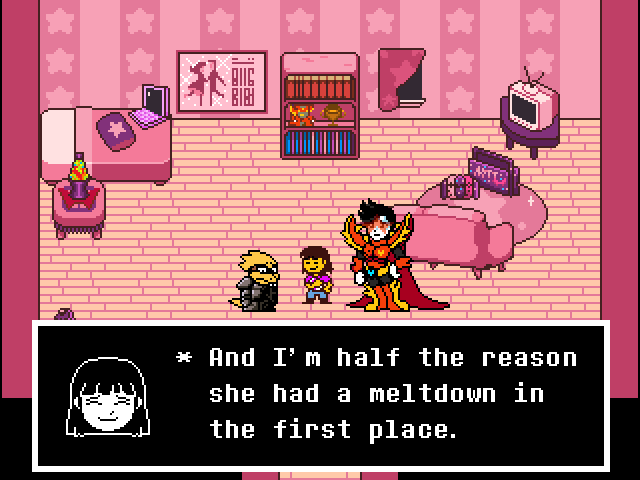 * And I'm half the reason
she had a meltdown in
the first place.